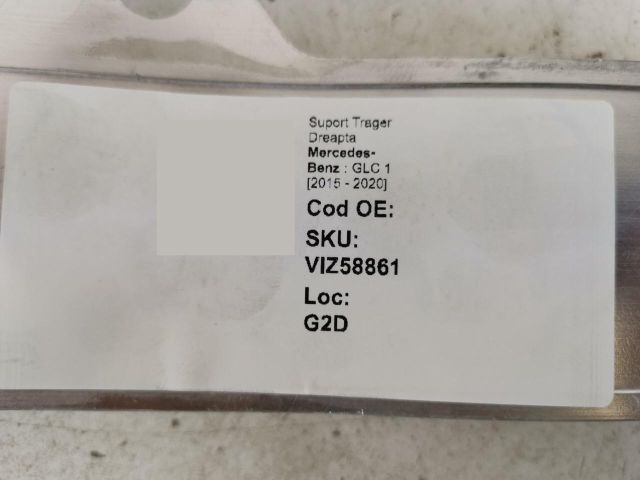 Suport Trager
Dreapta
Mercedes-
Benz : GLC 1
[2015 - 2020]
Cod OE:
SKU:
VIZ58861
Loc:
G2D